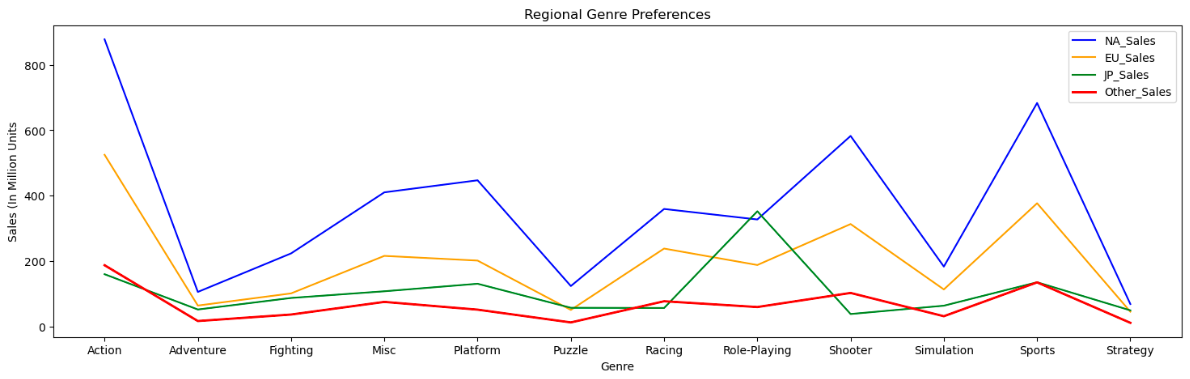 Regional Genre Preferences
NA_Sales
EU_Sales
JP_Sales
Other_Sales
Sales (In Million Units
800
600
400
200
0
Action Adventure Fighting Misc Platform Puzzle Racing Role-Playing Shooter Simulation Sports Strategy
Genre